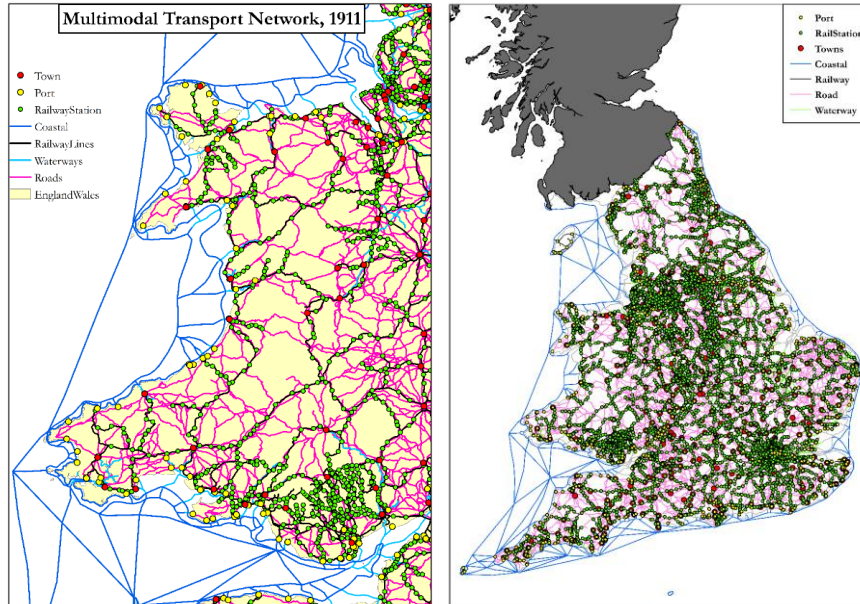 Multimodal Transport Network, 1911
Town
Port
RailwayStation
Coastal
RailwayLines
Waterways
Roads
EnglandWales
Port
RailStation
Towns
Coastal
Railway
Road
Waterway